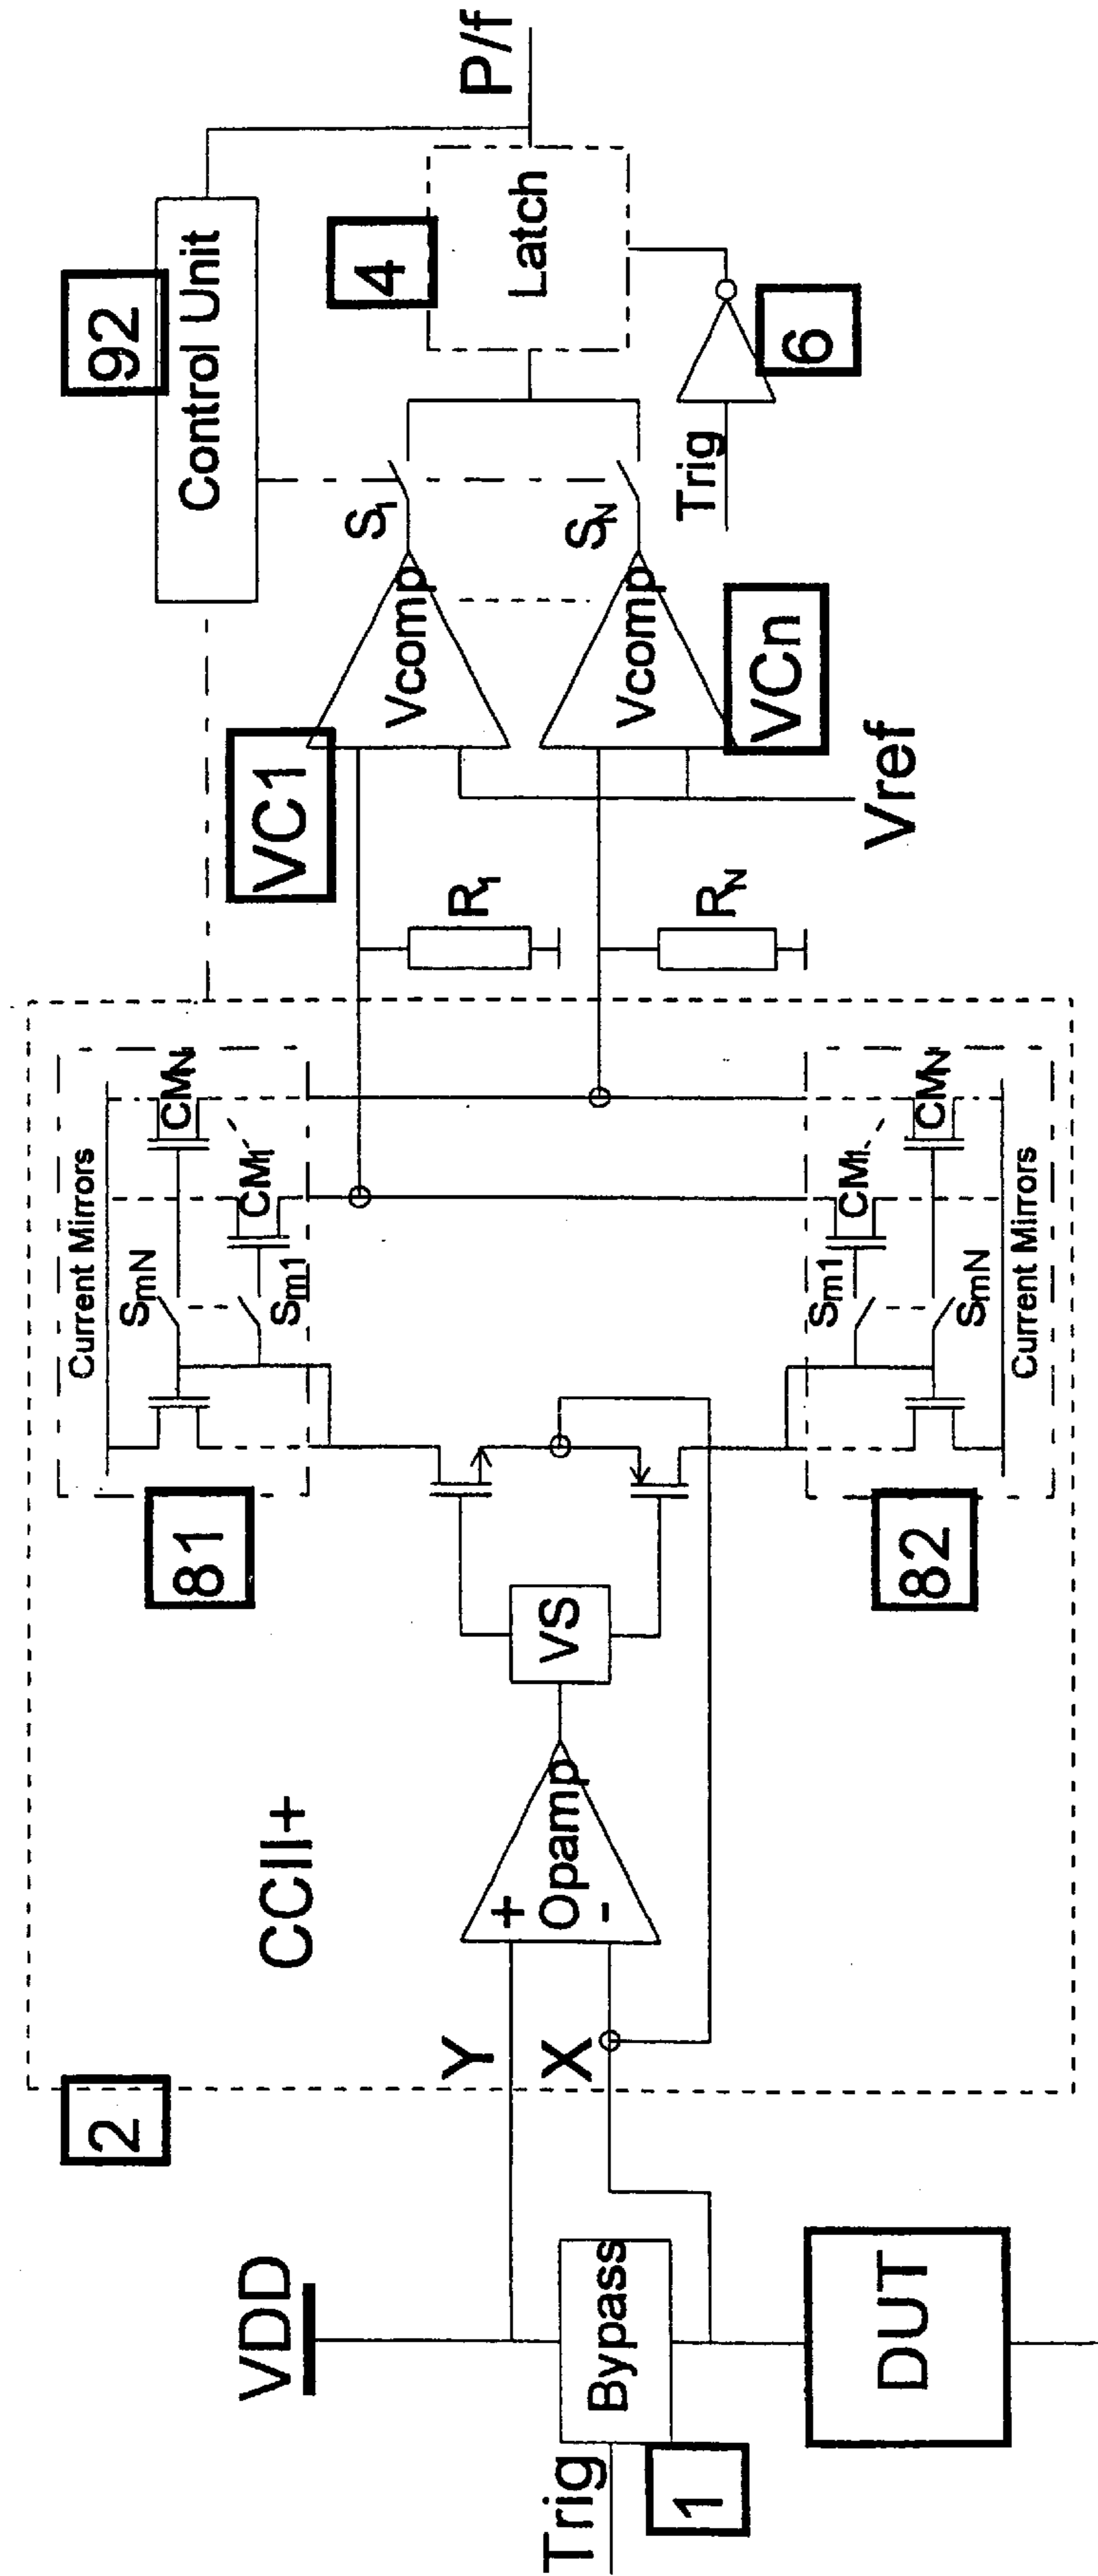 2
CCII+
81
Current Mirrors
SmN
Sm1
CMN
CM1
92
Control Unit
P/f
VC1
Vcomp
S1
4
Latch
VDD
Y
X
+
Opamp
-
VS
R1
RN
Vcomp
SN
VCn
Vref
Trig
6
Trig
Bypass
1
DUT
82
Sm1
SmN
CM1
CMN
Current Mirrors